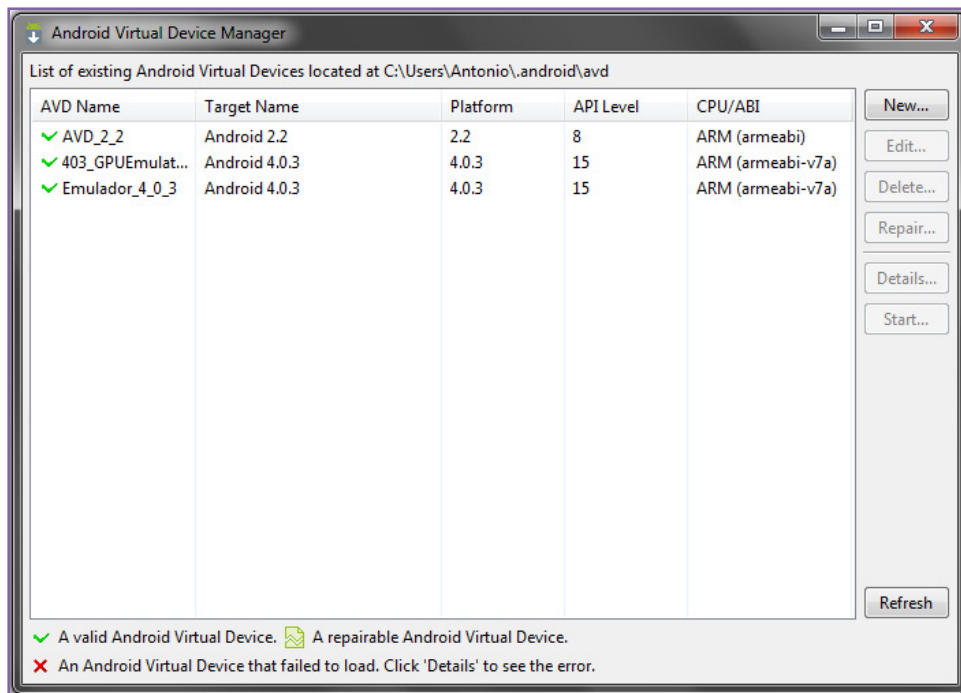 Android Virtual Device Manager
List of existing Android Virtual Devices located at C:\Users\Antonio\.android\avd
AVD Name Target Name Platform API Level CPU/ABI
AVD_2_2 Android 2.2 2.2 8 ARM (armeabi)
403_GPUEmulat... Android 4.0.3 4.0.3 15 ARM (armeabi-v7a)
Emulador_4_0_3 Android 4.0.3 4.0.3 15 ARM (armeabi-v7a)
New...
Edit...
Delete...
Repair...
Details...
Start...
Refresh
A valid Android Virtual Device. A repairable Android Virtual Device.
An Android Virtual Device that failed to load. Click 'Details' to see the error.